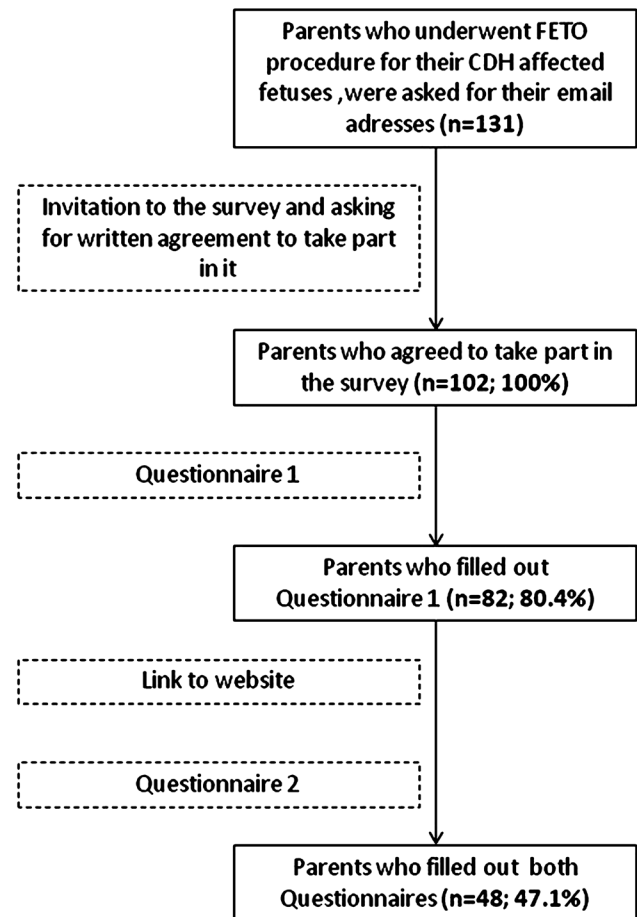 Parents who underwent FETO
procedure for their CDH affected
fetuses ,were asked for their email
adresses (n=131)
Invitation to the survey and asking
for written agreement to take part
in it
Parents who agreed to take part in
the survey (n=102; 100%)
Questionnaire 1
Parents who filled out
Questionnaire 1 (n=82; 80.4%)
Link to website
Questionnaire 2
Parents who filled out both
Questionnaires (n=48; 47.1%)